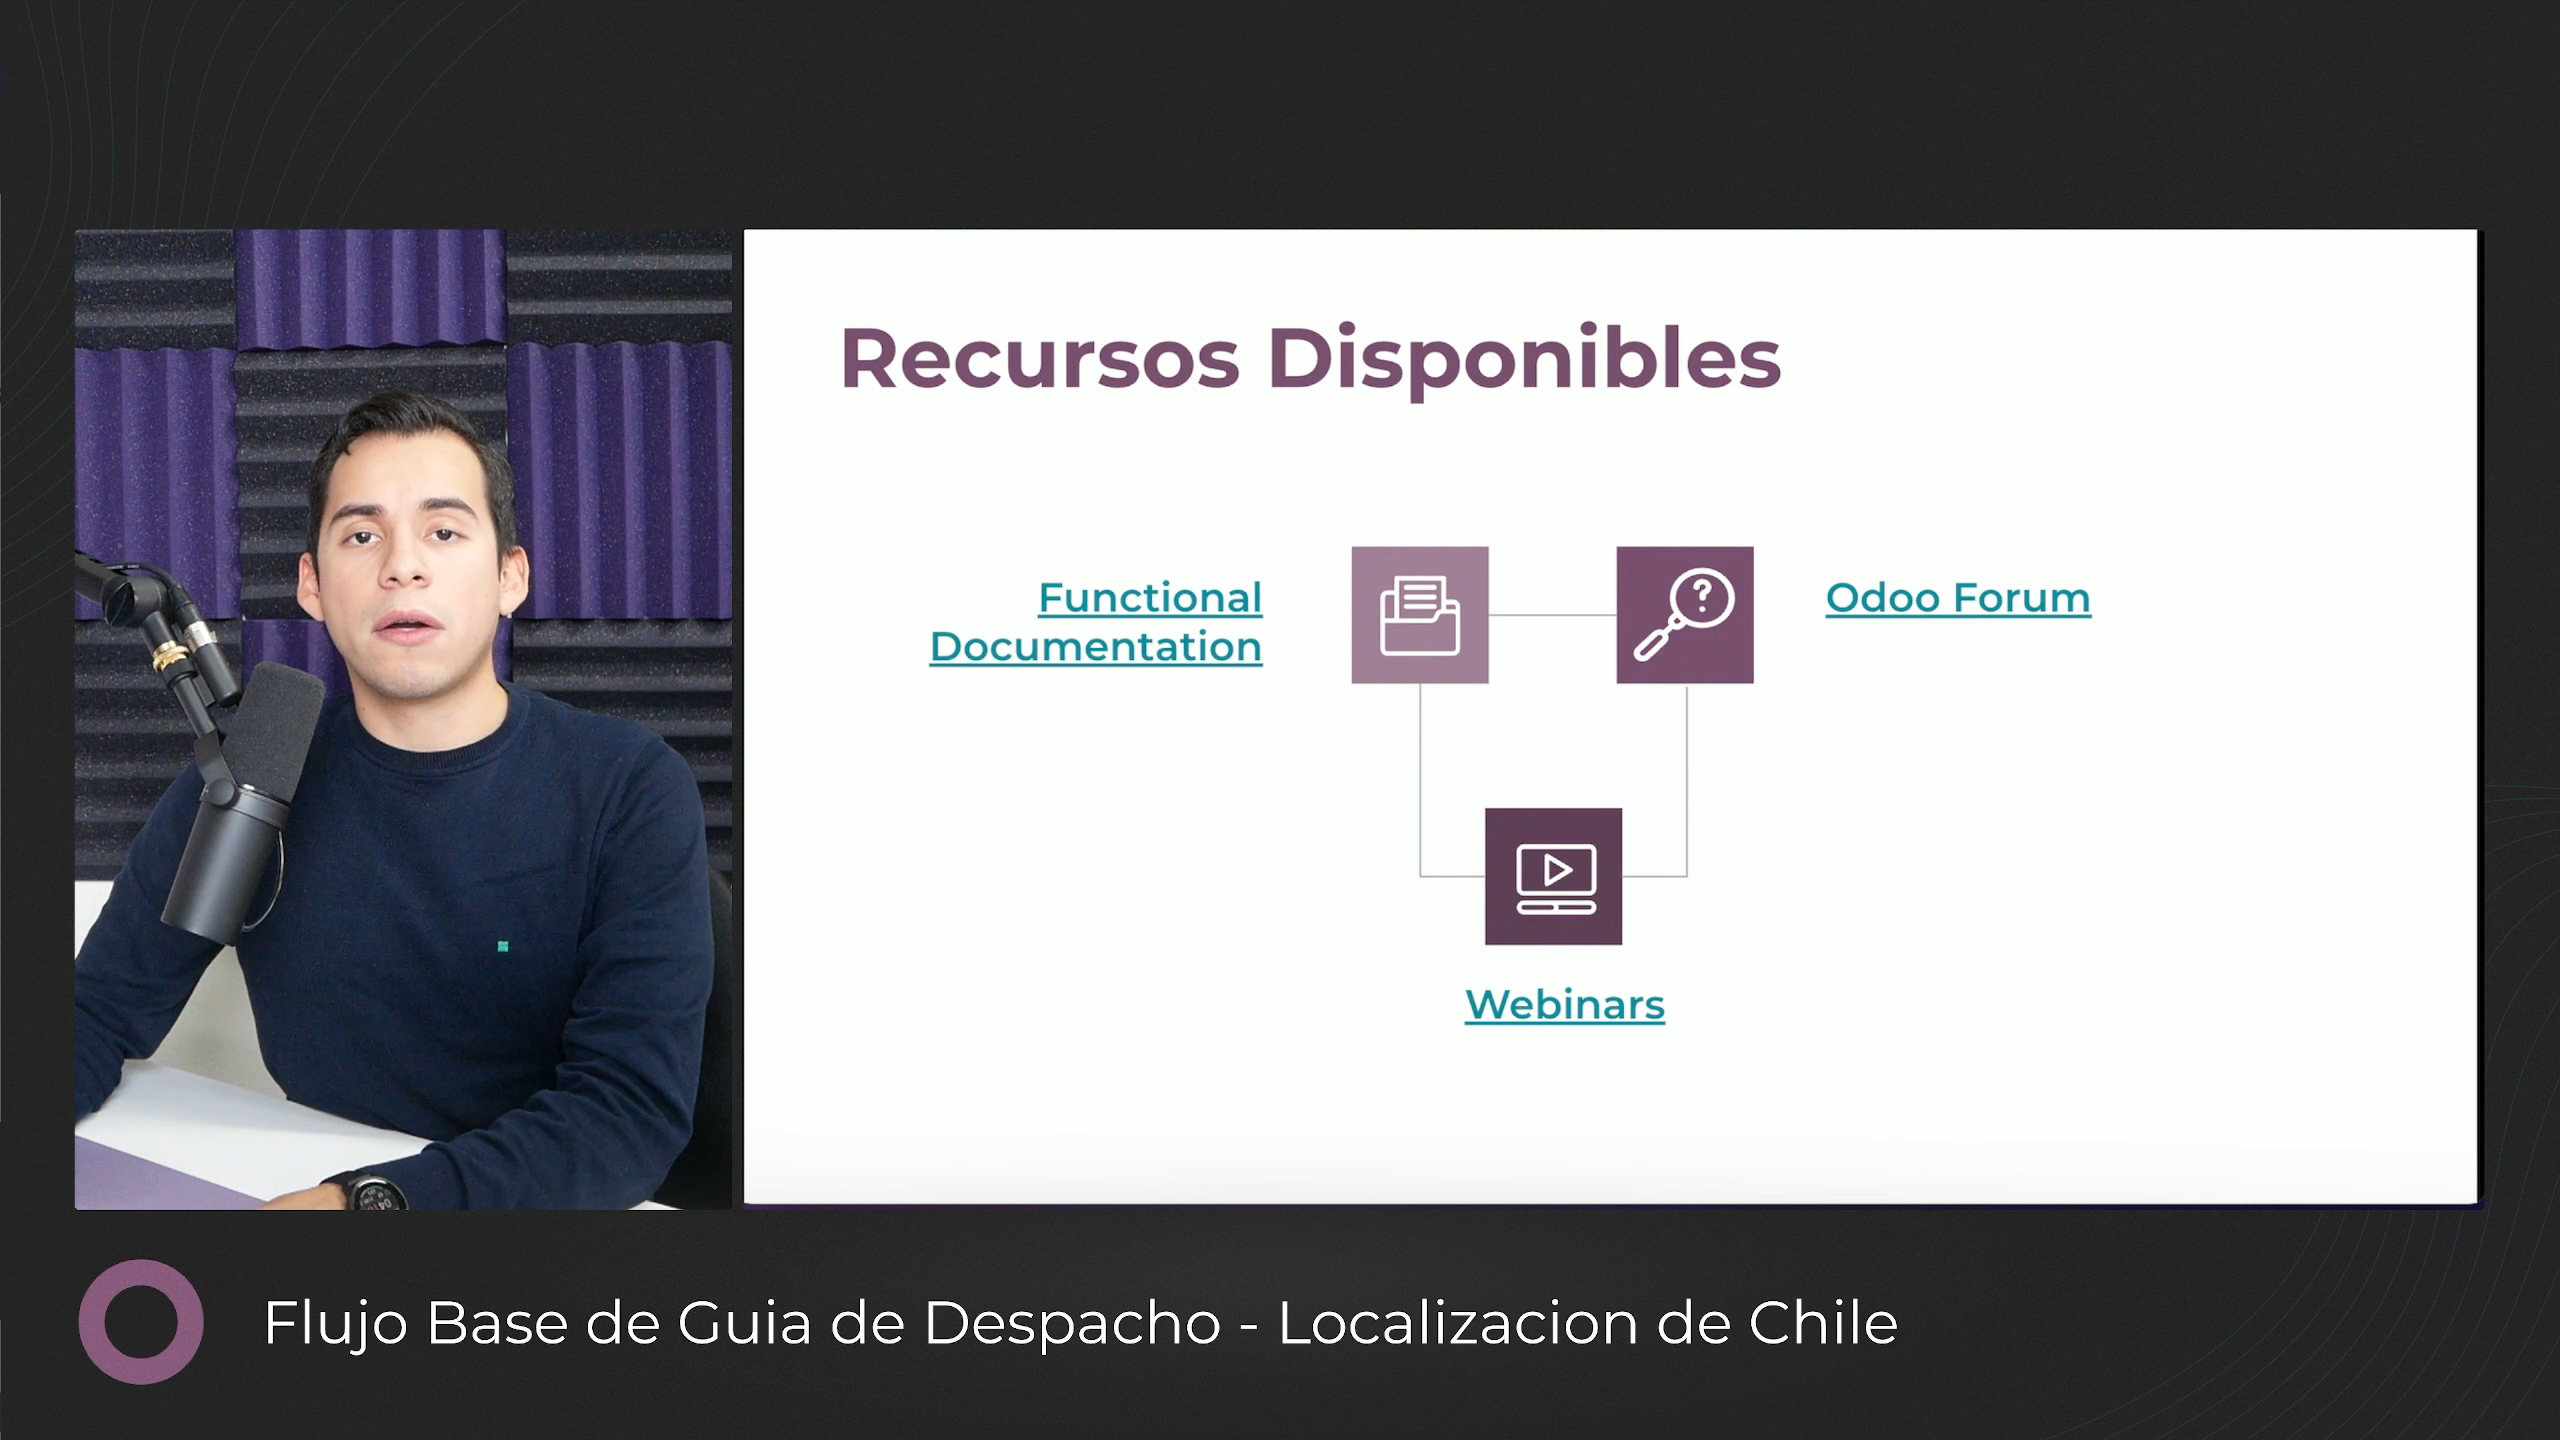 Recursos Disponibles
Functional
Documentation
Odoo Forum
Webinars
Flujo Base de Guia de Despacho - Localizacion de Chile